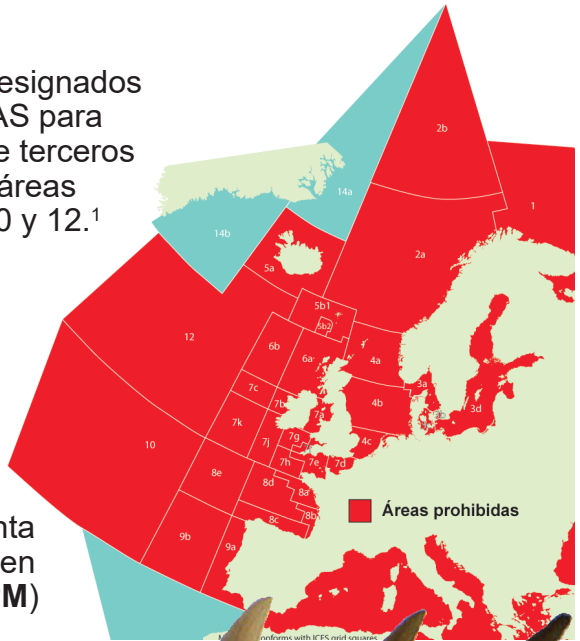 esignados
AS para
e terceros
áreas
0 y 12.¹
2b
1
14a
14b
2a
5a
5b1
5b2
12
6b
6a
4a
3a
7c
7b
7a
4b
3d
10
7k
7j
7g
4c
7h
7e
7d
8e
8d
8a
8b
8c
9b
9a
Áreas prohibidas
nta
en
M)
onforms with ICES grid squares